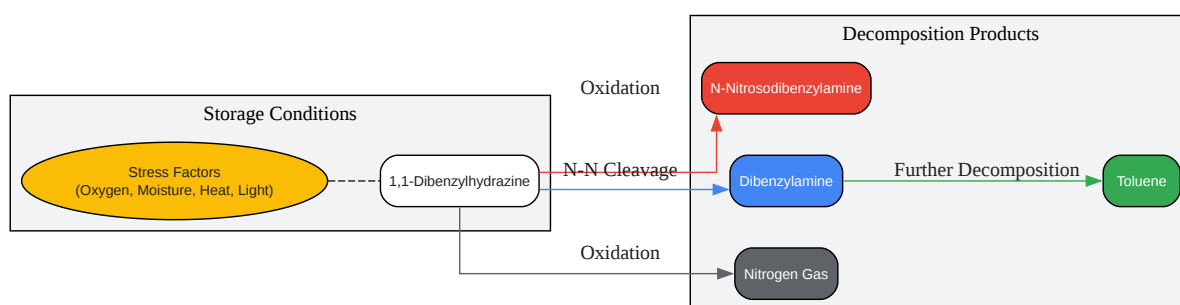 Decomposition Products
Oxidation
N-Nitrosodibenzylamine
Storage Conditions
Stress Factors
(Oxygen, Moisture, Heat, Light)
1,1-Dibenzylhydrazine
N-N Cleavage
Dibenzylamine
Further Decomposition
Toluene
Oxidation
Nitrogen Gas